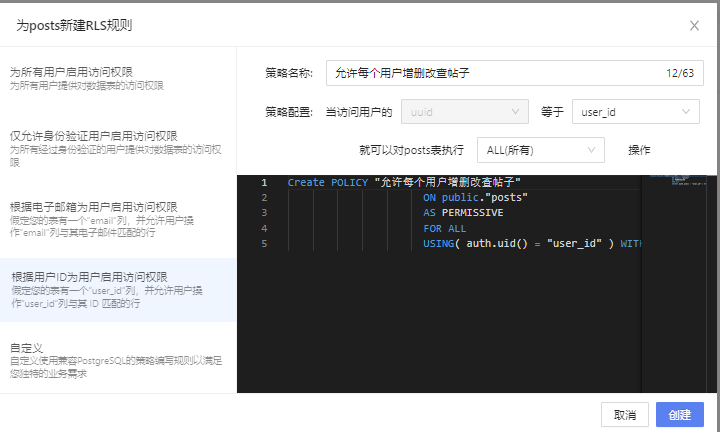 为posts新建RLS规则
为所有用户启用访问权限
为所有用户提供对数据表的访问权限
仅允许身份验证用户启用访问权限
为所有经过身份验证的用户提供对数据表的访问权
限
根据电子邮箱为用户启用访问权限
假定您的表有一个"email"列，并允许用户操
作"email"列与其电子邮件匹配的行
根据用户ID为用户启用访问权限
假定您的表有一个"user_id"列，并允许用户操
作"user_id"列与其 ID 匹配的行
自定义
自定义使用兼容PostgreSQL的策略编写规则以满足
您独特的业务需求
策略名称: 允许每个用户增删改查帖子 12/63
策略配置: 当访问用户的 uuid 等于 user_id
就可以对posts表执行 ALL(所有) 操作
1 Create POLICY "允许每个用户增删改查帖子"
2 ON public."posts"
3 AS PERMISSIVE
4 FOR ALL
5 USING( auth.uid() = "user_id" ) WITH
取消 创建